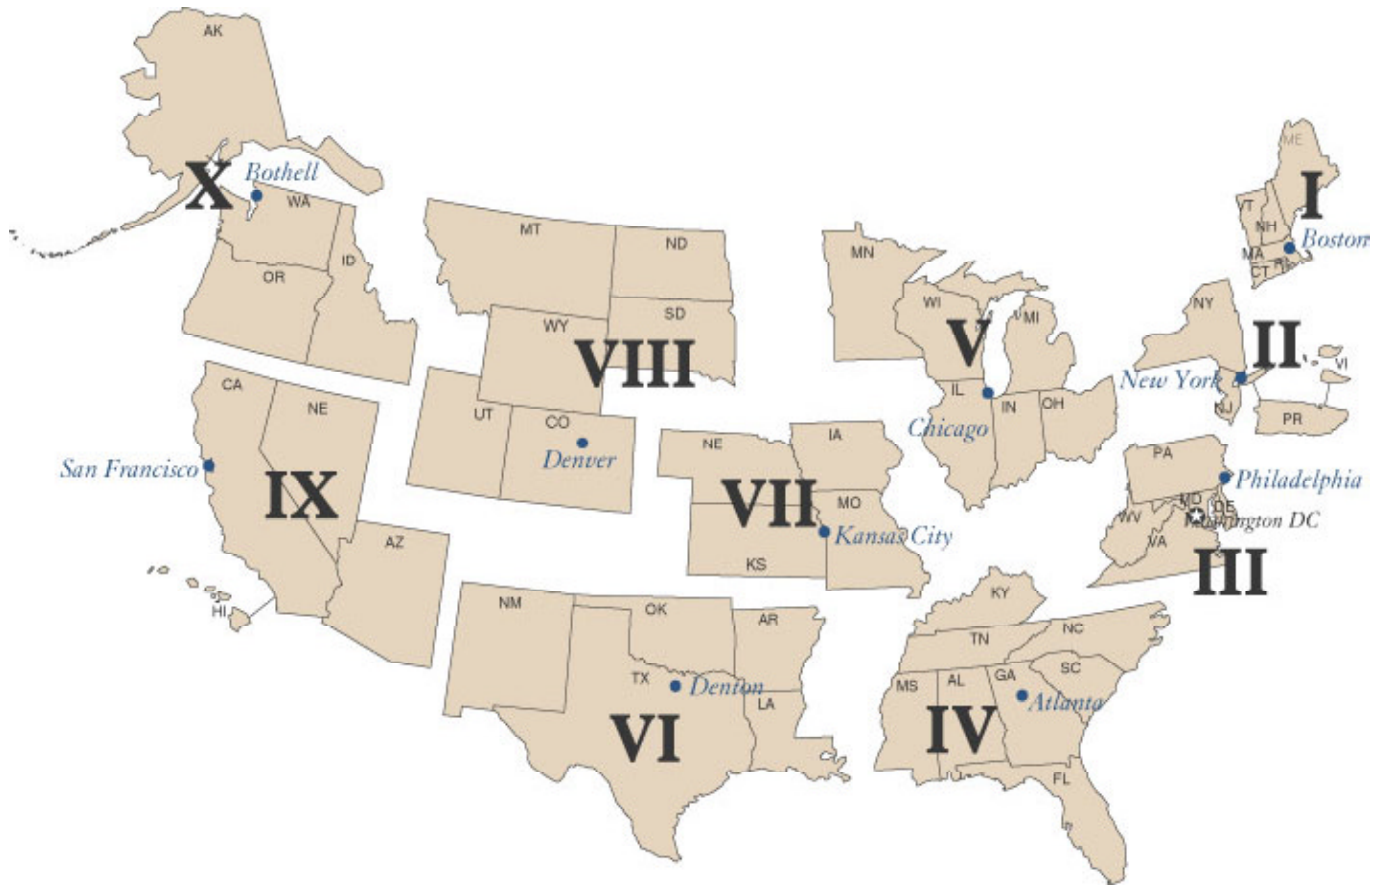 AK
ME
X
Bothell
WA
I
VT
NH
MT
ND
Boston
MA
RI
CT
MN
ID
OR
WI
NY
SD
WY
V
MI
II
VIII
VI
New York
CA
NE
UT
CO
IL
IN
OH
NJ
PR
Chicago
IA
Denver
NE
PA
San Francisco
IX
VII
MO
Philadelphia
MD
DE
WV
Washington DC
Kansas City
VA
AZ
KS
III
HI
NM
OK
AR
KY
NC
TN
SC
TX
Denton
MS
AL
GA
Atlanta
LA
VI
IV
FL